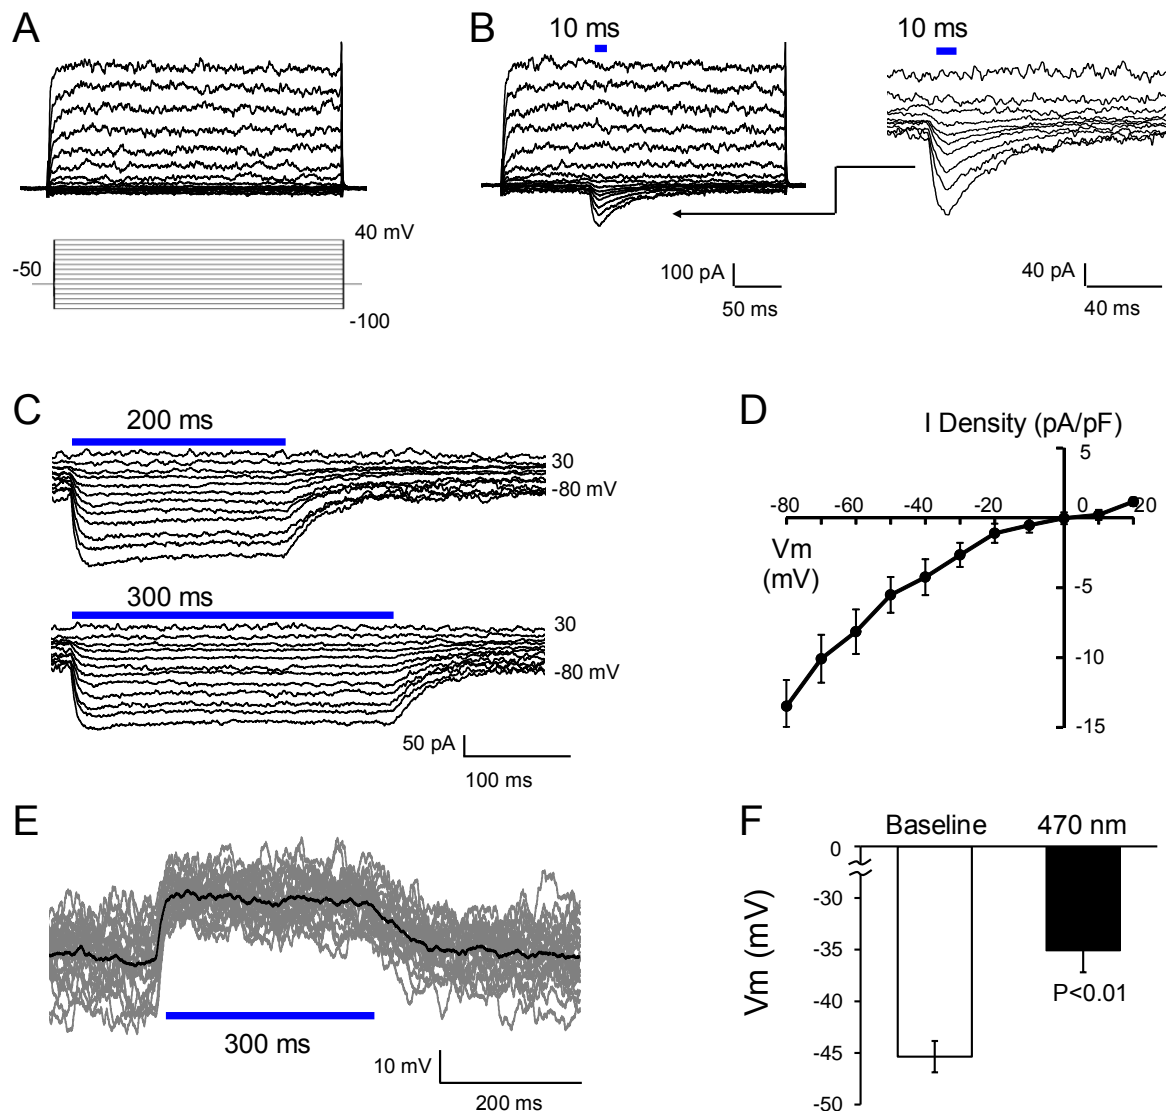 A
40 mV
-50
-100
B
10 ms
10 ms
100 pA
50 ms
40 pA
40 ms
C
200 ms
30
-80 mV
300 ms
30
-80 mV
50 pA
100 ms
D
I Density (pA/pF)
5
-80 -60 -40 -20 0 20
Vm
(mV)
-5
-10
-15
E
300 ms
10 mV
200 ms
F
Baseline 470 nm
0
-30
-35
-40
-45
-50
Vm (mV)
P<0.01